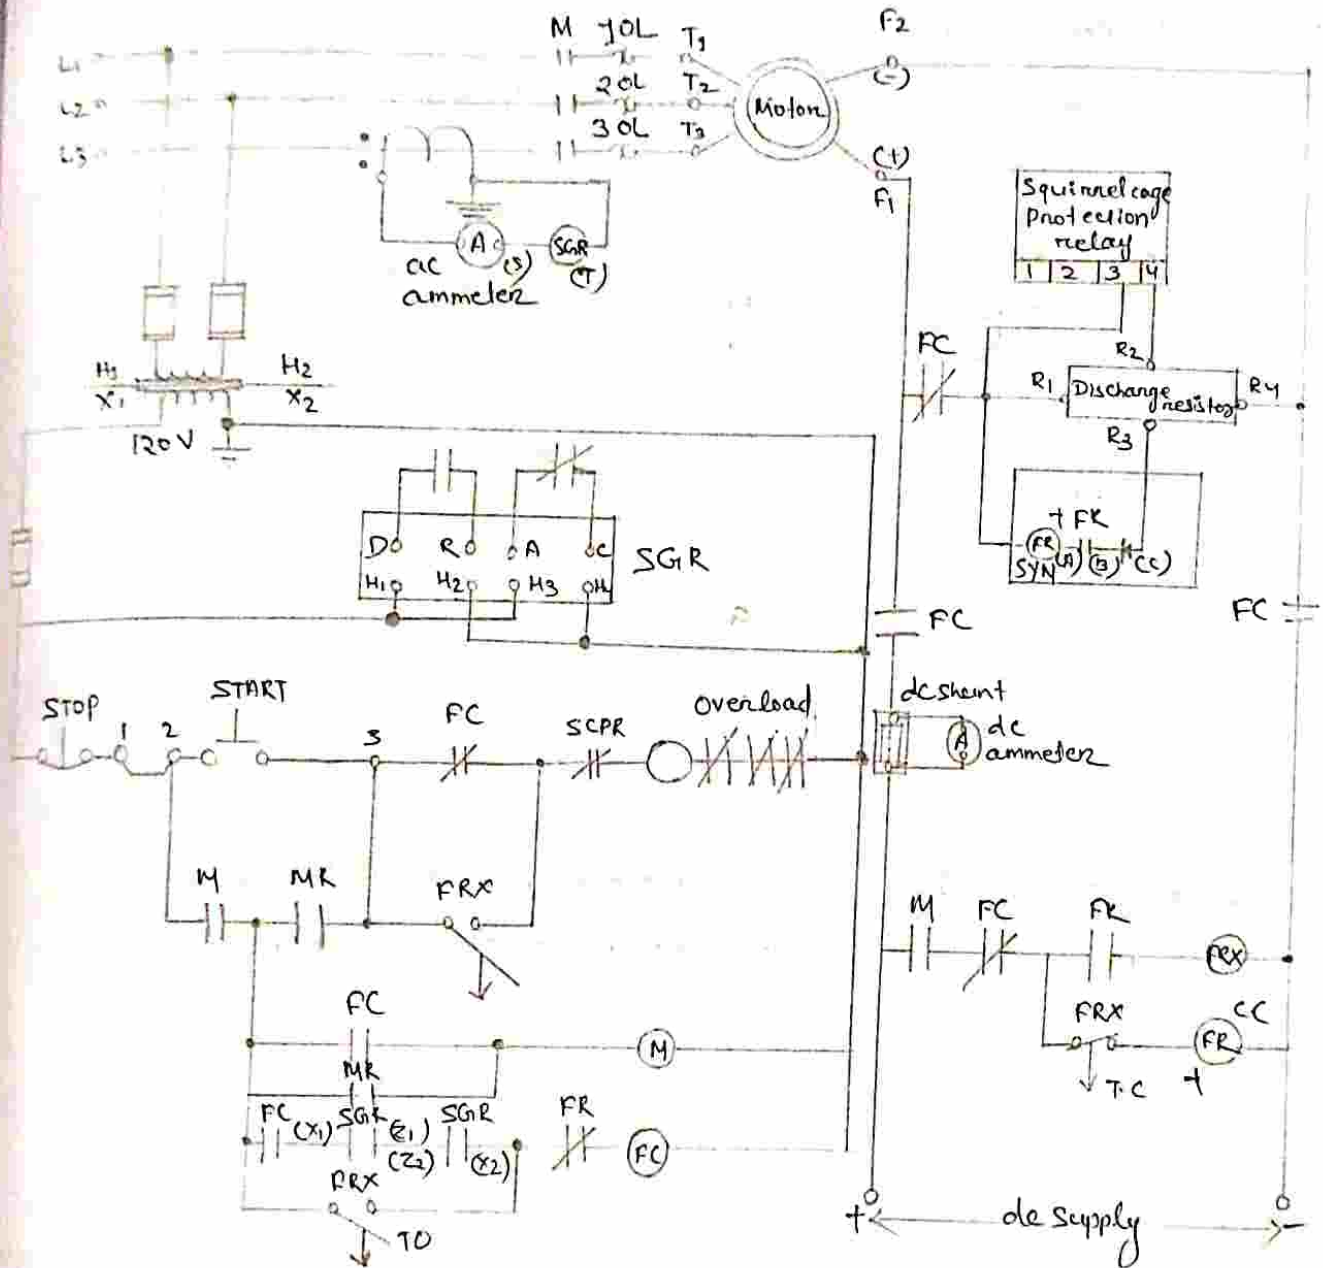 M 1OL T1 F2
L1
L2 2OL T2 (-)
L3 3OL T3 Motor (+)
F1
A (S) SGR (T)
ac
ammeter
Squirrel cage
protection
relay
1 2 3 4
FC
R2
R1 Discharge resistor R4
R3
H1 H2
X1 X2
120V
D R A C
H1 H2 H3 H
SGR
+ FR
FR (A) (B) (CC)
SYN
FC FC
START
STOP 1 2 3 FC SCPR Overload
dc shunt
A dc
ammeter
M MR FRX
M FC FR FRX
FRX CC
FR
T.C +
FC
M
MR
FC (X1) SGR (Z1) SGR FR
(Z2) (X2) FC
FRX
TO
+ dc supply -